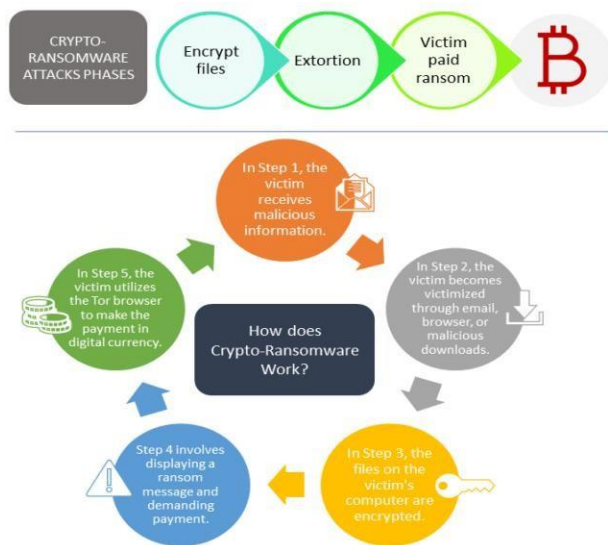 CRYPTO-
RANSOMWARE
ATTACKS PHASES
Encrypt
files
Extortion
Victim
paid
ransom
In Step 1, the
victim
receives
malicious
information.
In Step 2, the
victim becomes
victimized
through email,
browser, or
malicious
downloads.
In Step 3, the
files on the
victim's
computer are
encrypted.
Step 4 involves
displaying a
ransom
message and
demanding
payment.
In Step 5, the
victim utilizes
the Tor browser
to make the
payment in
digital currency.
How does
Crypto-Ransomware
Work?